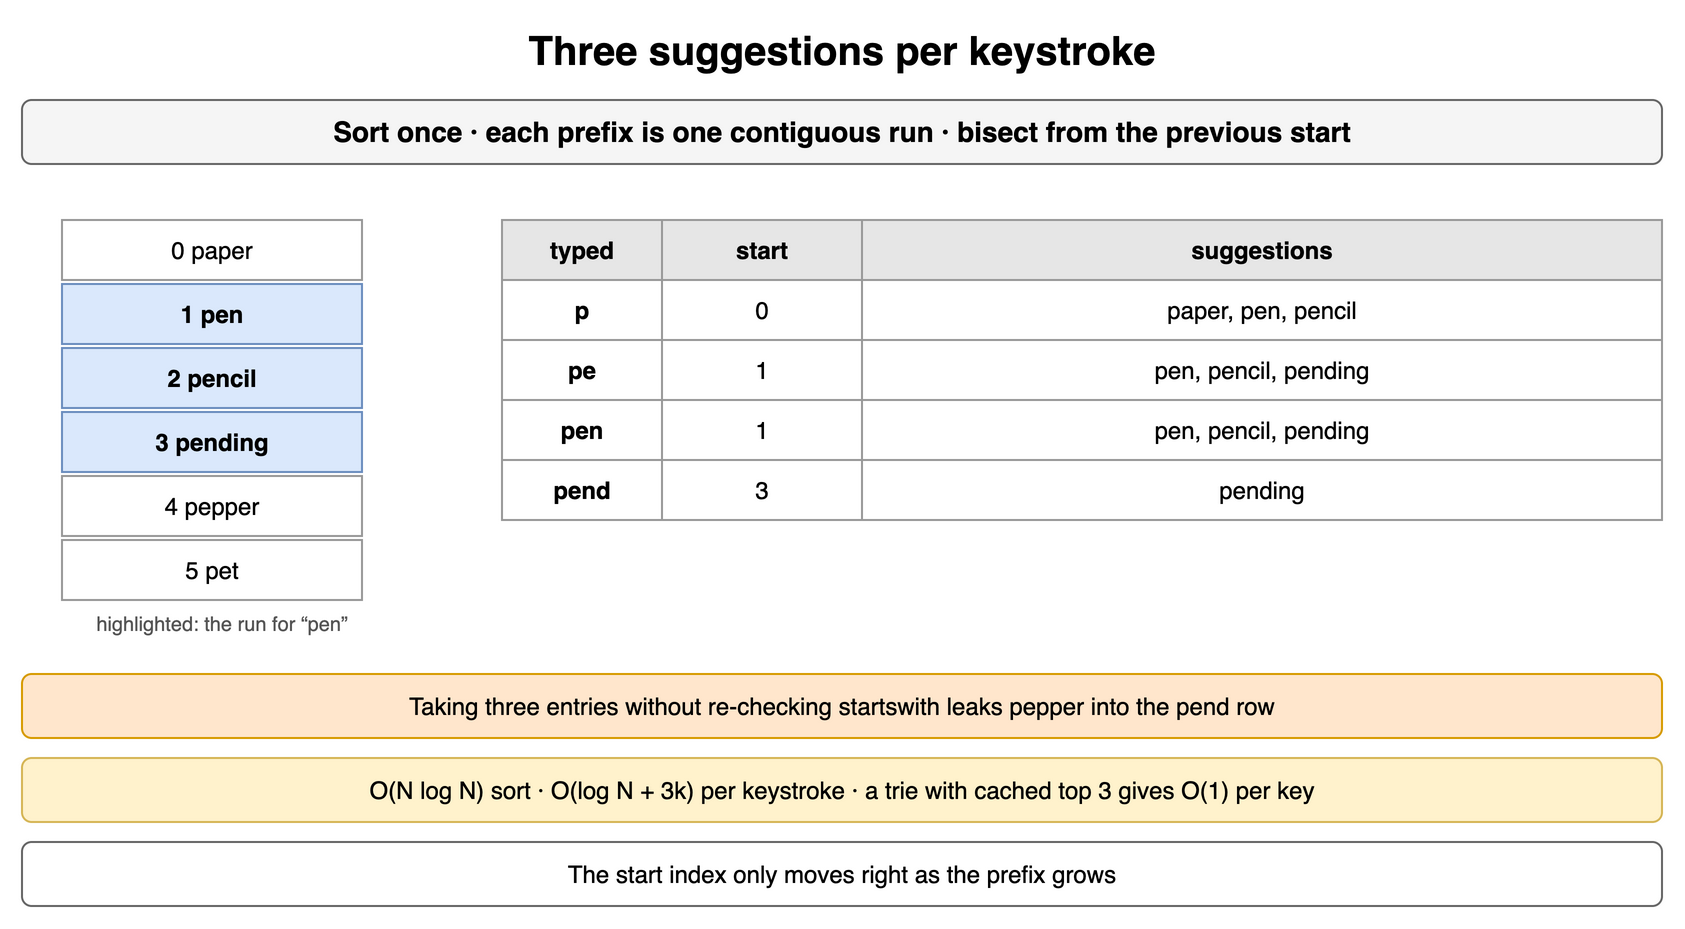 Three suggestions per keystroke
Sort once · each prefix is one contiguous run · bisect from the previous start
0 paper
1 pen
2 pencil
3 pending
4 pepper
5 pet
highlighted: the run for “pen”
typed start suggestions
p 0 paper, pen, pencil
pe 1 pen, pencil, pending
pen 1 pen, pencil, pending
pend 3 pending
Taking three entries without re-checking startswith leaks pepper into the pend row
O(N log N) sort · O(log N + 3k) per keystroke · a trie with cached top 3 gives O(1) per key
The start index only moves right as the prefix grows